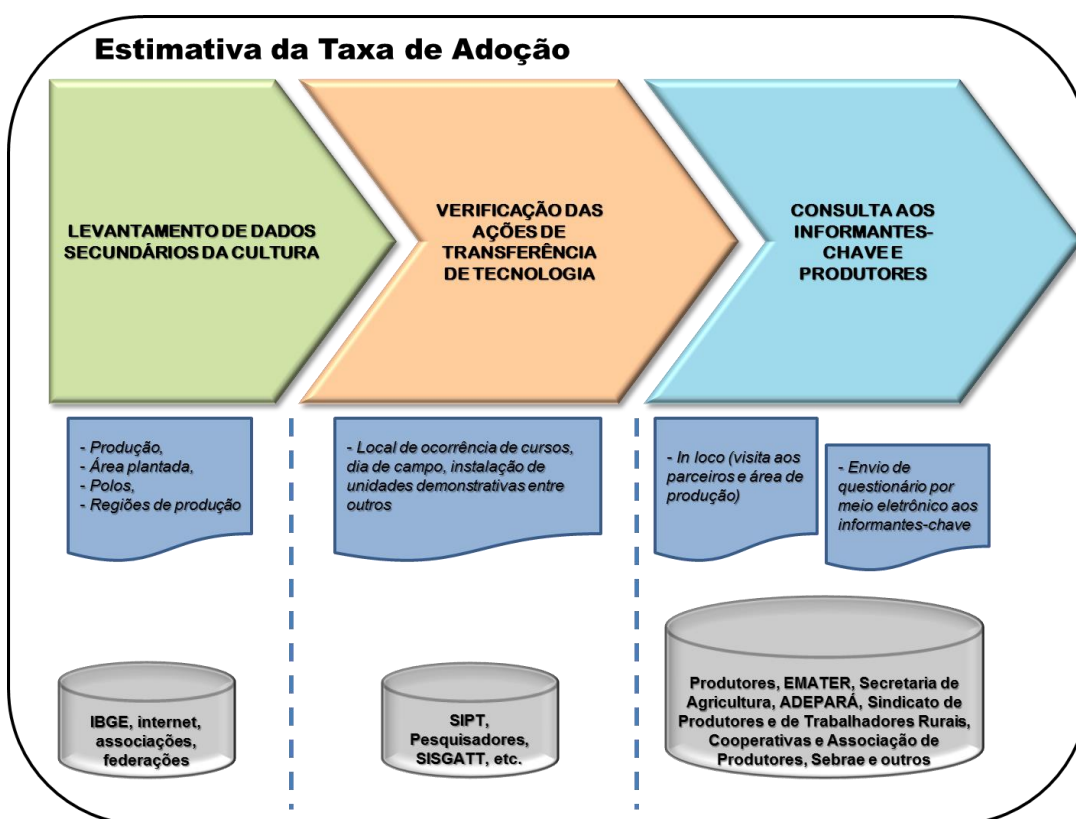 Estimativa da Taxa de Adoção
LEVANTAMENTO DE DADOS
SECUNDÁRIOS DA CULTURA
VERIFICAÇÃO DAS
AÇÕES DE
TRANSFERÊNCIA
DE TECNOLOGIA
CONSULTA AOS
INFORMANTES-
CHAVE E
PRODUTORES
- Produção,
- Área plantada,
- Polos,
- Regiões de produção
- Local de ocorrência de cursos,
dia de campo, instalação de
unidades demonstrativas entre
outros
- In loco (visita aos
parceiros e área de
produção)
- Envio de
questionário por
meio eletrônico aos
informantes-chave
IBGE, internet,
associações,
federações
SIPT,
Pesquisadores,
SISGATT, etc.
Produtores, EMATER, Secretaria de
Agricultura, ADEPARÁ, Sindicato de
Produtores e de Trabalhadores Rurais,
Cooperativas e Associação de
Produtores, Sebrae e outros